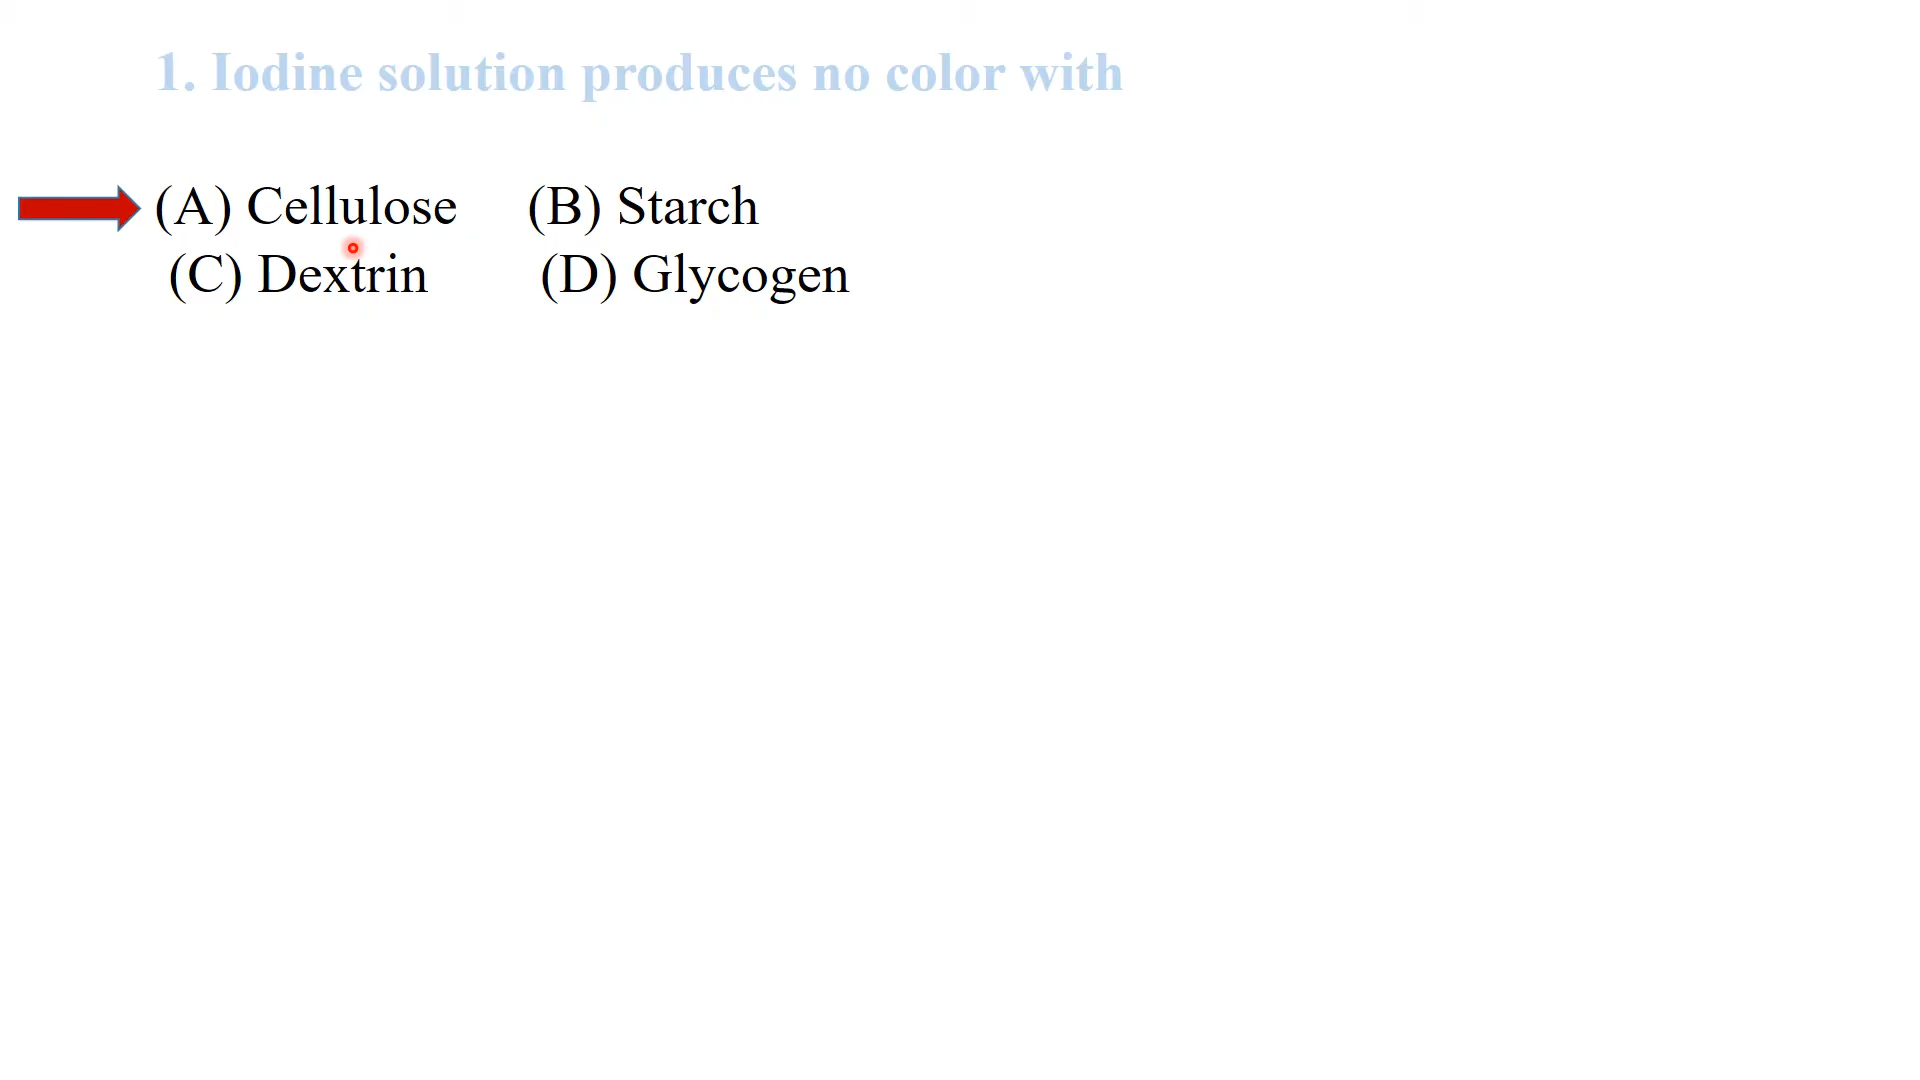 1. Iodine solution produces no color with
(A) Cellulose (B) Starch
(C) Dextrin (D) Glycogen